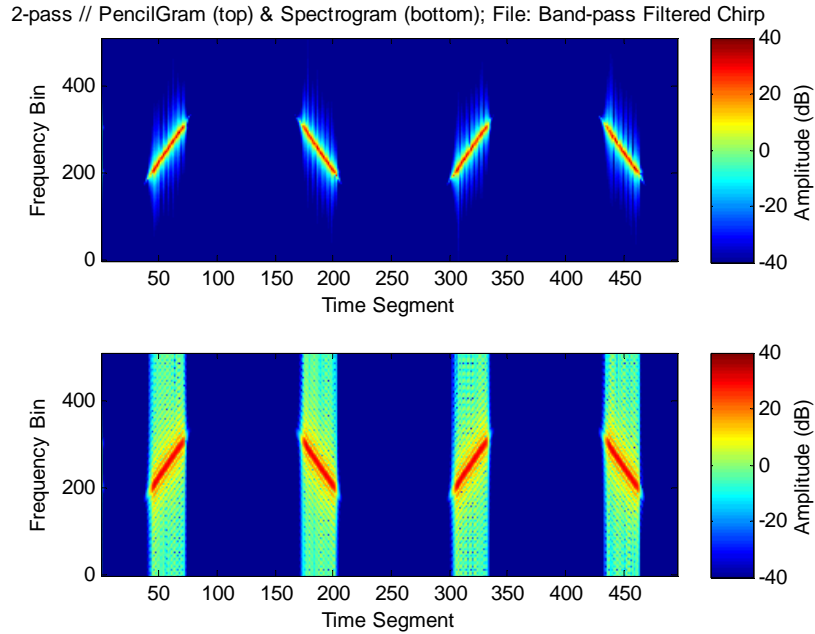 2-pass // PencilGram (top) & Spectrogram (bottom); File: Band-pass Filtered Chirp
Frequency Bin
400
200
0
50 100 150 200 250 300 350 400 450
Time Segment
40
20
0
-20
-40
Amplitude (dB)
Frequency Bin
400
200
0
50 100 150 200 250 300 350 400 450
Time Segment
40
20
0
-20
-40
Amplitude (dB)